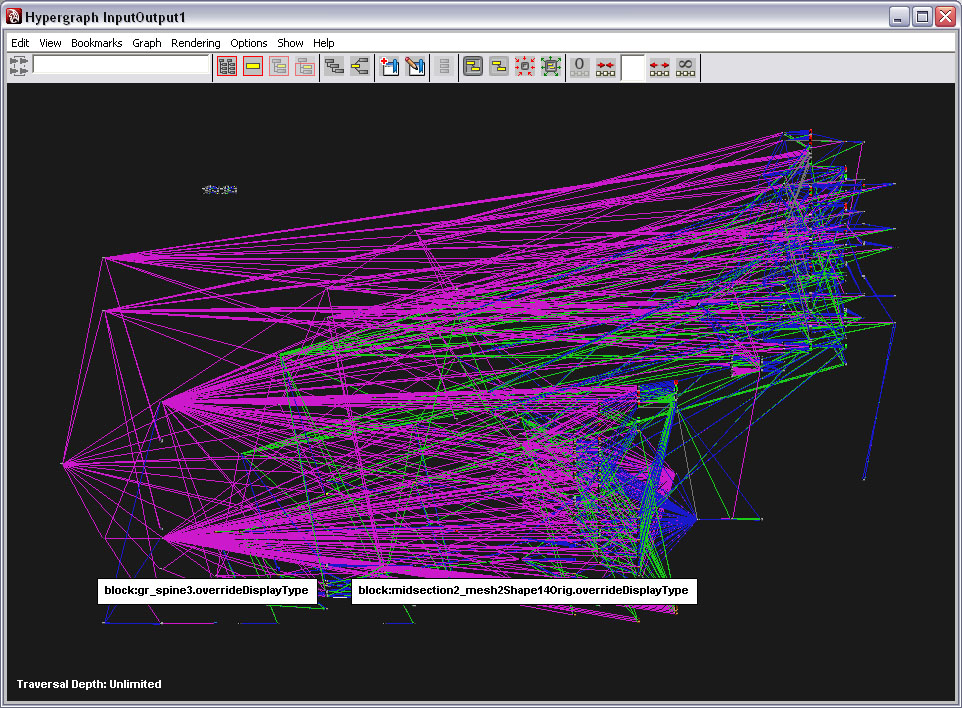 Hypergraph InputOutput1
Edit View Bookmarks Graph Rendering Options Show Help
0 ∞
block:gr_spine3.overrideDisplayType block:midsection2_mesh2Shape14Orig.overrideDisplayType
Traversal Depth: Unlimited